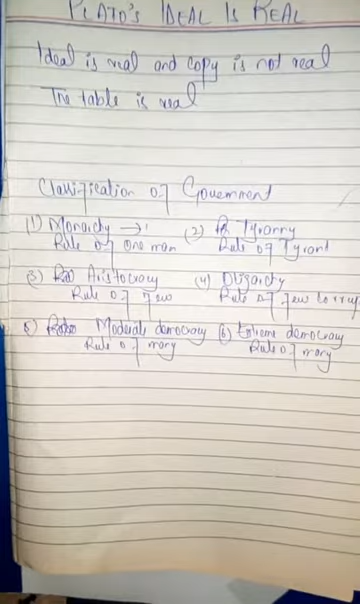 PLATO'S IDEAL IS REAL
Ideal is real and copy is not real
The table is real
Classification of Government
(1) Monarchy → (2) Tyranny
Rule of one man Rule of Tyrant
(3) Aristocracy (4) Oligarchy
Rule of few Rule of few corrup
5) Moderate democracy (6) Extreme democracy
Rule of many Rule of many